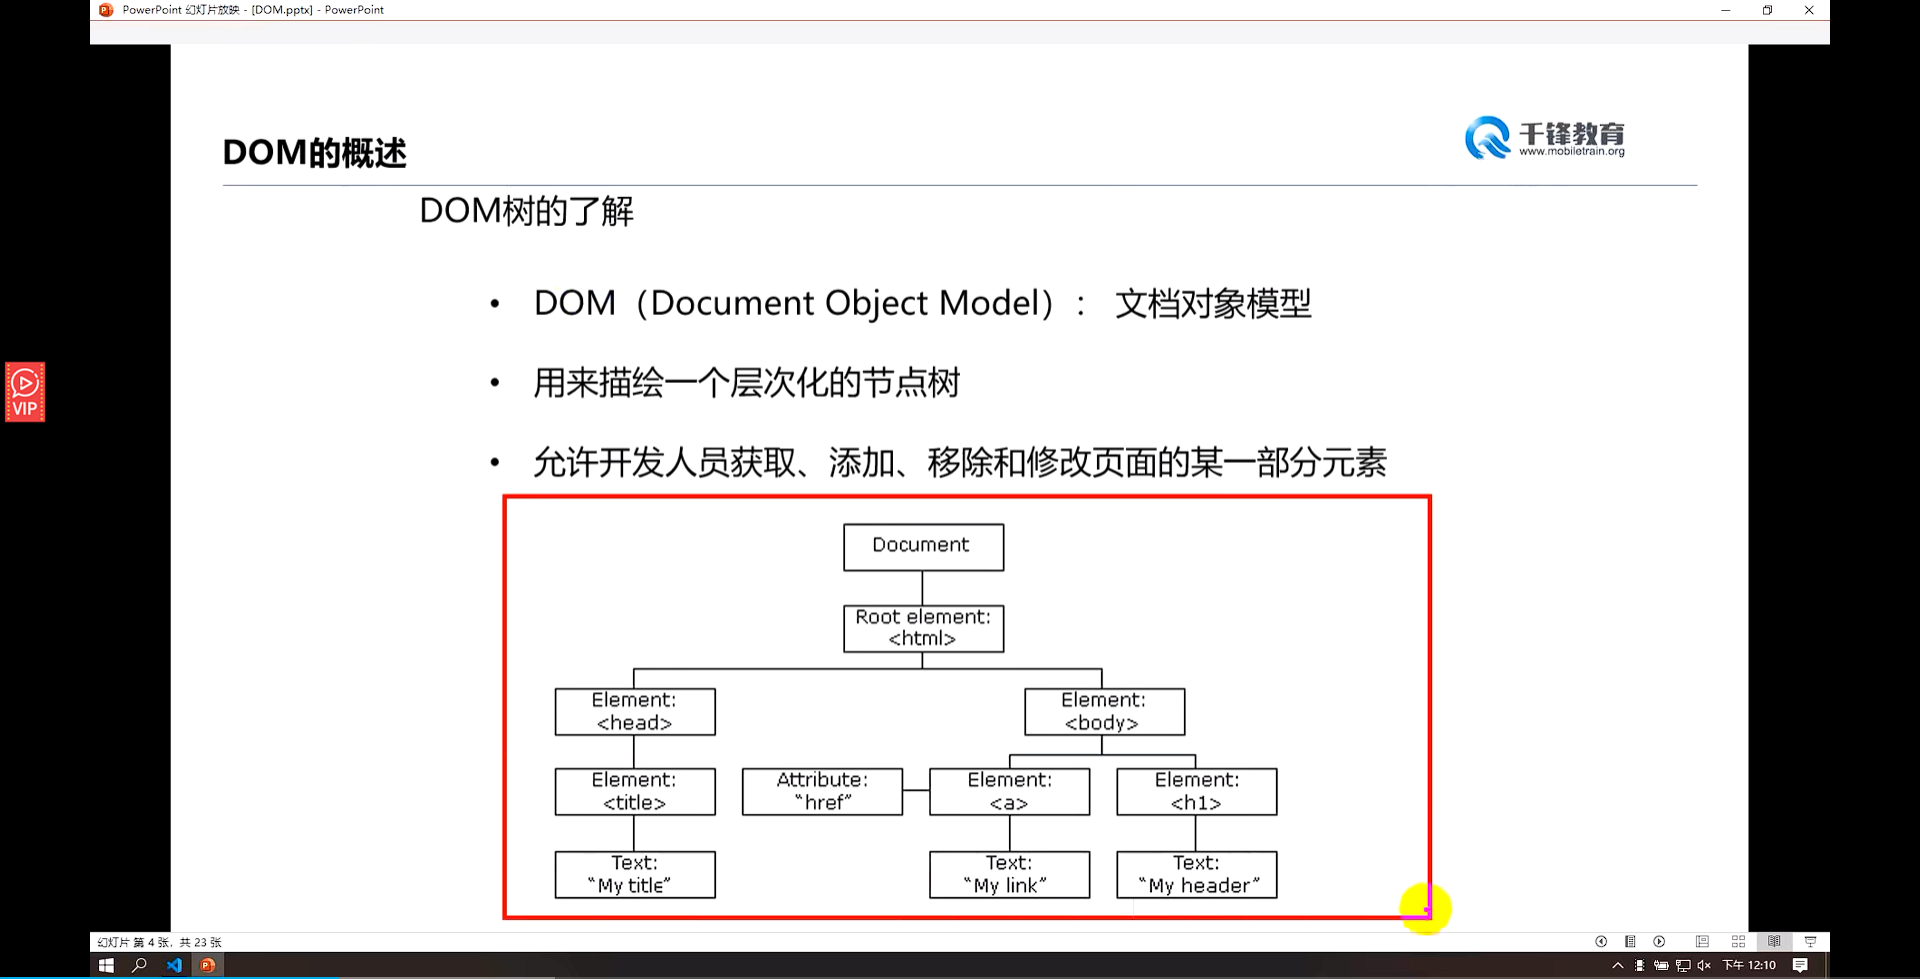 PowerPoint 幻灯片放映 - [DOM.pptx] - PowerPoint
DOM的概述
千锋教育
www.mobiletrain.org
DOM树的了解
• DOM（Document Object Model）： 文档对象模型
• 用来描绘一个层次化的节点树
• 允许开发人员获取、添加、移除和修改页面的某一部分元素
VIP
Document
Root element:
<html>
Element:
<head>
Element:
<body>
Element:
<title>
Attribute:
“href”
Element:
<a>
Element:
<h1>
Text:
“My title”
Text:
“My link”
Text:
“My header”
幻灯片 第 4 张，共 23 张
下午 12:10